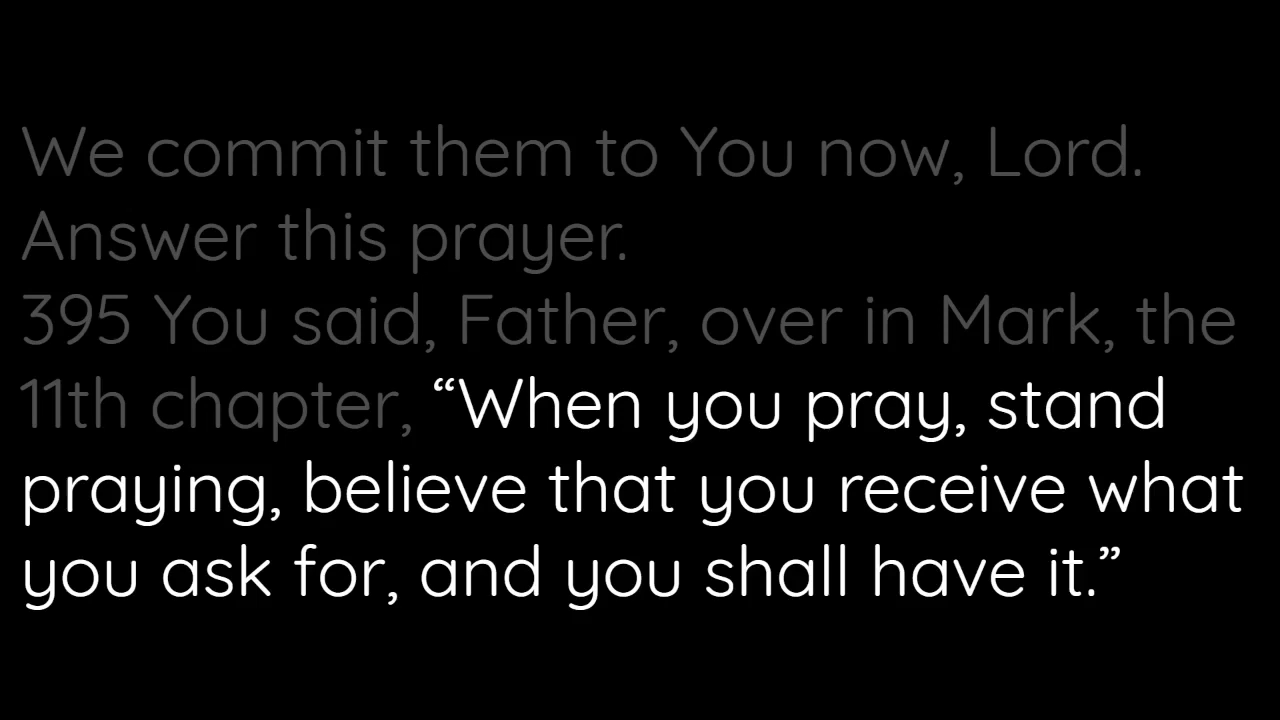 We commit them to You now, Lord.
Answer this prayer.
395 You said, Father, over in Mark, the
11th chapter, “When you pray, stand
praying, believe that you receive what
you ask for, and you shall have it.”